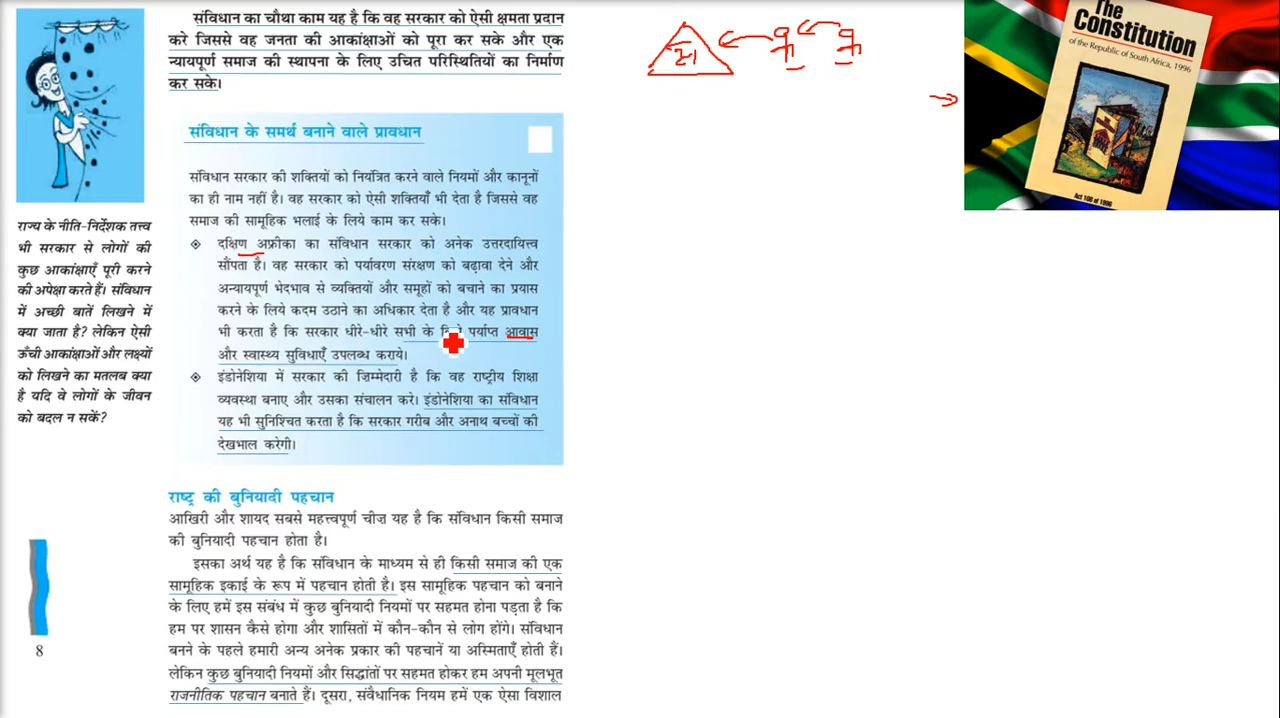 संविधान का चौथा काम यह है कि वह सरकार को ऐसी क्षमता प्रदान
करे जिससे वह जनता की आकांक्षाओं को पूरा कर सके और एक
न्यायपूर्ण समाज की स्थापना के लिए उचित परिस्थितियों का निर्माण
कर सके।
संविधान के समर्थ बनाने वाले प्रावधान
संविधान सरकार की शक्तियों को नियंत्रित करने वाले नियमों और कानूनों
का ही नाम नहीं है। वह सरकार को ऐसी शक्तियाँ भी देता है जिससे वह
समाज की सामूहिक भलाई के लिये काम कर सके।
दक्षिण अफ्रीका का संविधान सरकार को अनेक उत्तरदायित्त्व
सौंपता है। वह सरकार को पर्यावरण संरक्षण को बढ़ावा देने और
अन्यायपूर्ण भेदभाव से व्यक्तियों और समूहों को बचाने का प्रयास
करने के लिये कदम उठाने का अधिकार देता है और यह प्रावधान
भी करता है कि सरकार धीरे-धीरे सभी के पर्याप्त आवास
और स्वास्थ्य सुविधाएँ उपलब्ध कराये।
इंडोनेशिया में सरकार की ज़िम्मेदारी है कि वह राष्ट्रीय शिक्षा
व्यवस्था बनाए और उसका संचालन करे। इंडोनेशिया का संविधान
यह भी सुनिश्चित करता है कि सरकार गरीब और अनाथ बच्चों की
देखभाल करेगी।
राज्य के नीति-निर्देशक तत्त्व
भी सरकार से लोगों की
कुछ आकांक्षाएँ पूरी करने
की अपेक्षा करते हैं। संविधान
में अच्छी बातें लिखने में
क्या जाता है? लेकिन ऐसी
ऊँची आकांक्षाओं और लक्ष्यों
को लिखने का मतलब क्या
है यदि वे लोगों के जीवन
को बदल न सकें?
राष्ट्र की बुनियादी पहचान
आखिरी और शायद सबसे महत्त्वपूर्ण चीज़ यह है कि संविधान किसी समाज
की बुनियादी पहचान होता है।
इसका अर्थ यह है कि संविधान के माध्यम से ही किसी समाज की एक
सामूहिक इकाई के रूप में पहचान होती है। इस सामूहिक पहचान को बनाने
के लिए हमें इस संबंध में कुछ बुनियादी नियमों पर सहमत होना पड़ता है कि
हम पर शासन कैसे होगा और शासितों में कौन-कौन से लोग होंगे। संविधान
बनने के पहले हमारी अन्य अनेक प्रकार की पहचानें या अस्मिताएँ होती हैं।
लेकिन कुछ बुनियादी नियमों और सिद्धांतों पर सहमत होकर हम अपनी मूलभूत
राजनीतिक पहचान बनाते हैं। दूसरा, संवैधानिक नियम हमें एक ऐसा विशाल
8
The
Constitution
of the Republic of South Africa, 1996
Act 108 of 1996